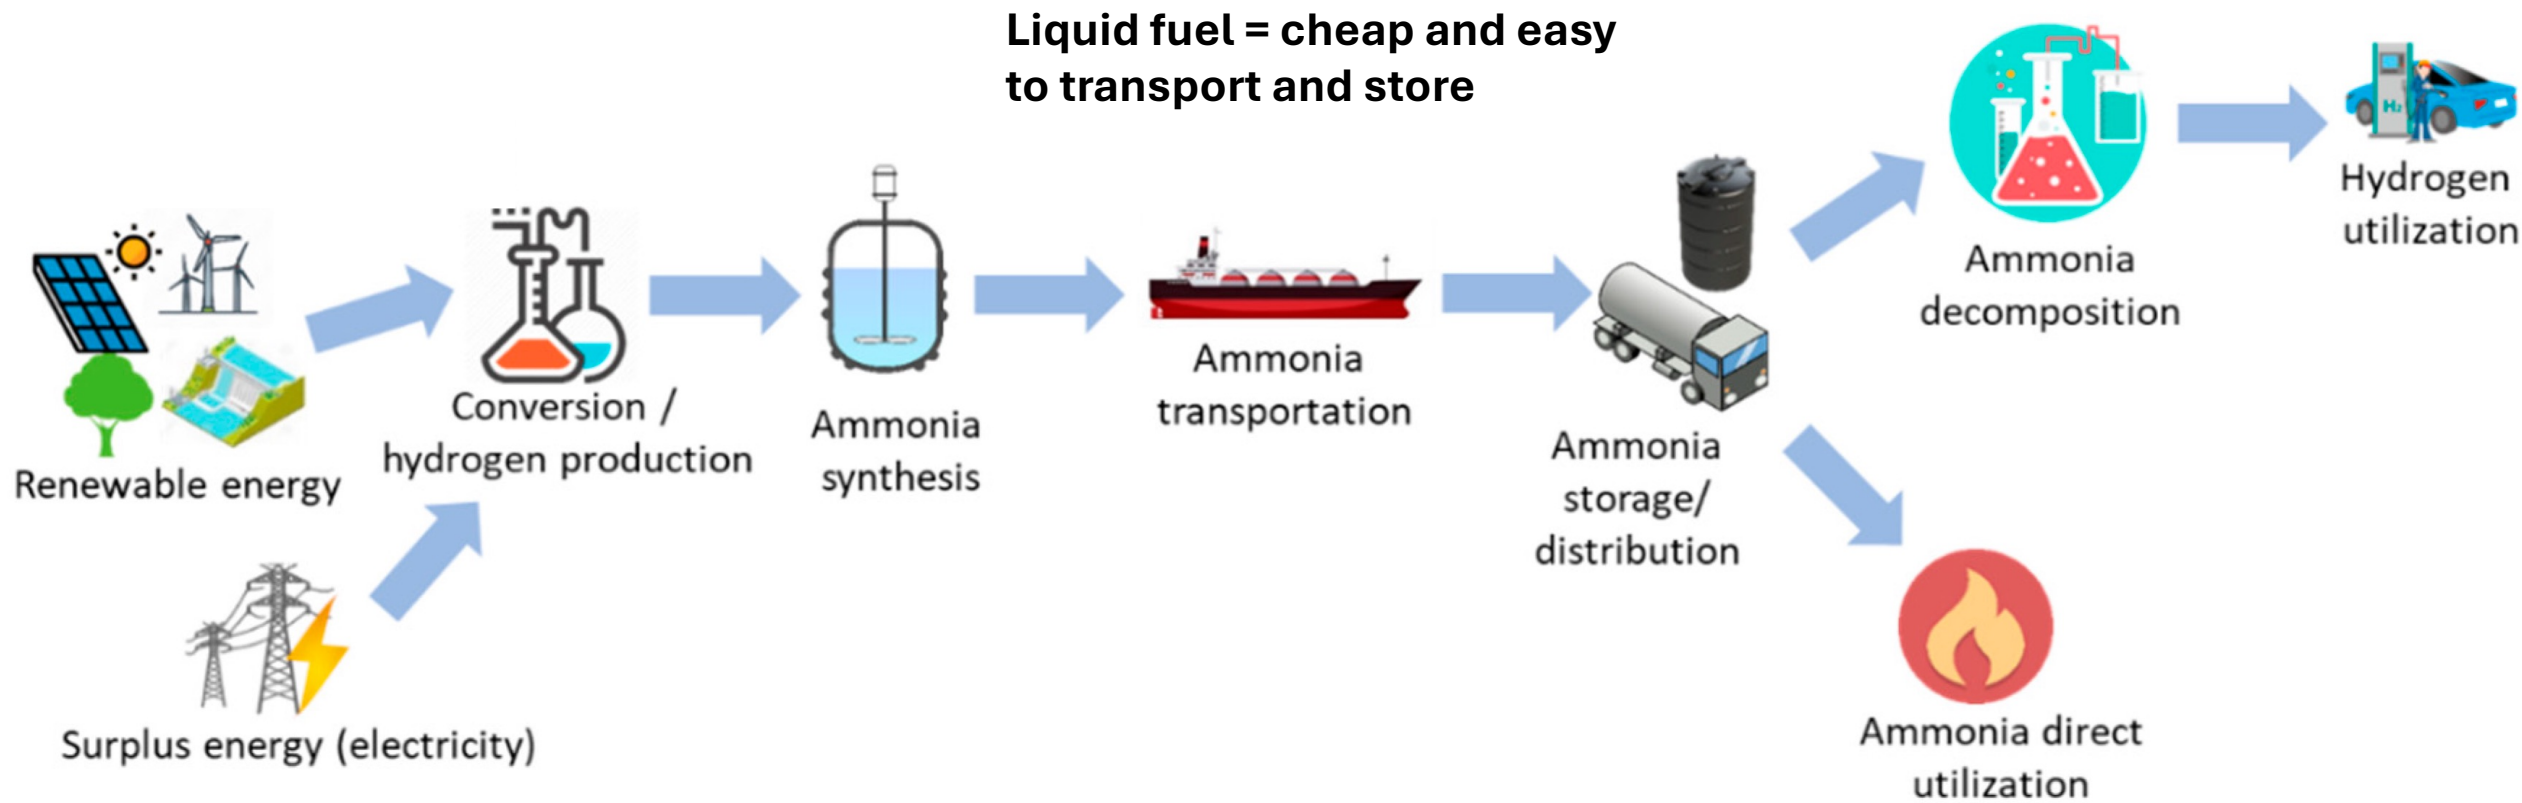 Liquid fuel = cheap and easy
to transport and store
Renewable energy
Surplus energy (electricity)
Conversion /
hydrogen production
Ammonia
synthesis
Ammonia
transportation
Ammonia
storage/
distribution
Ammonia
decomposition
H₂
Hydrogen
utilization
Ammonia direct
utilization